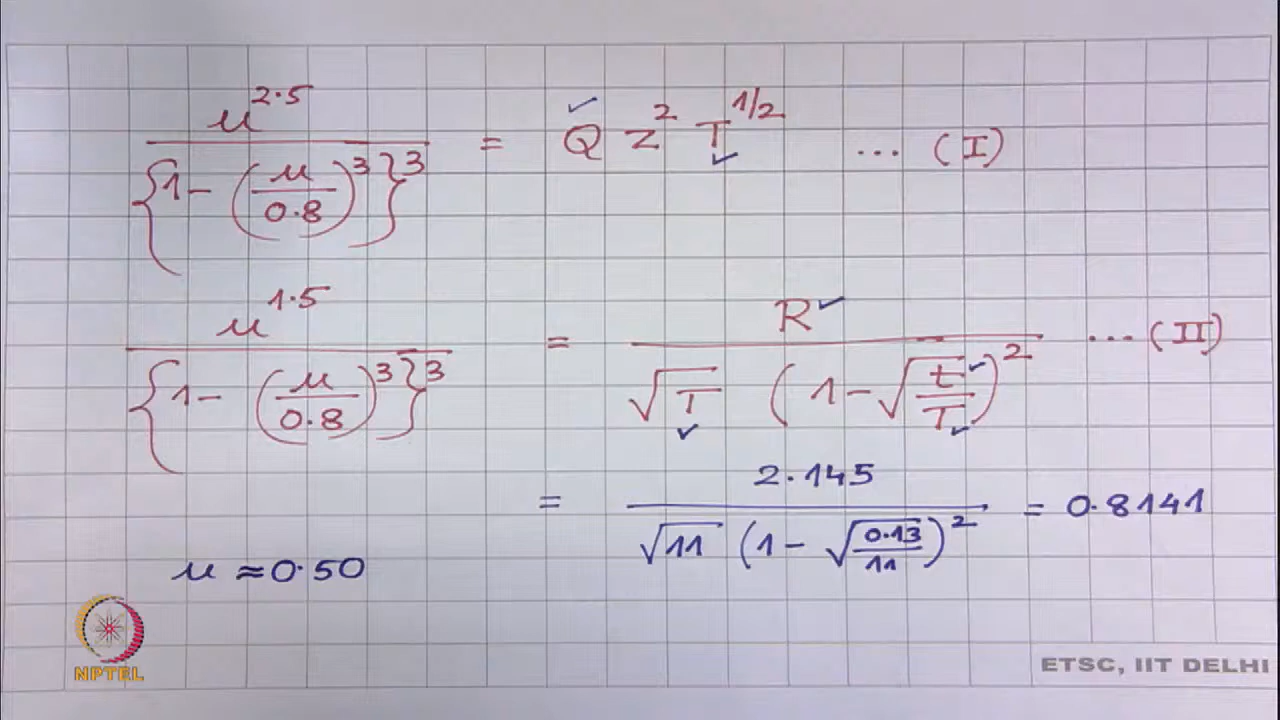 μ^2.5 / {1 - (μ/0.8)^3}^3 = Q z^2 T^1/2 ... (I)
μ^1.5 / {1 - (μ/0.8)^3}^3 = R / √T (1 - √(t/T))^2 ... (II)
= 2.145 / √11 (1 - √(0.13/11))^2 = 0.8141
μ ≈ 0.50
NPTEL
ETSC, IIT DELHI